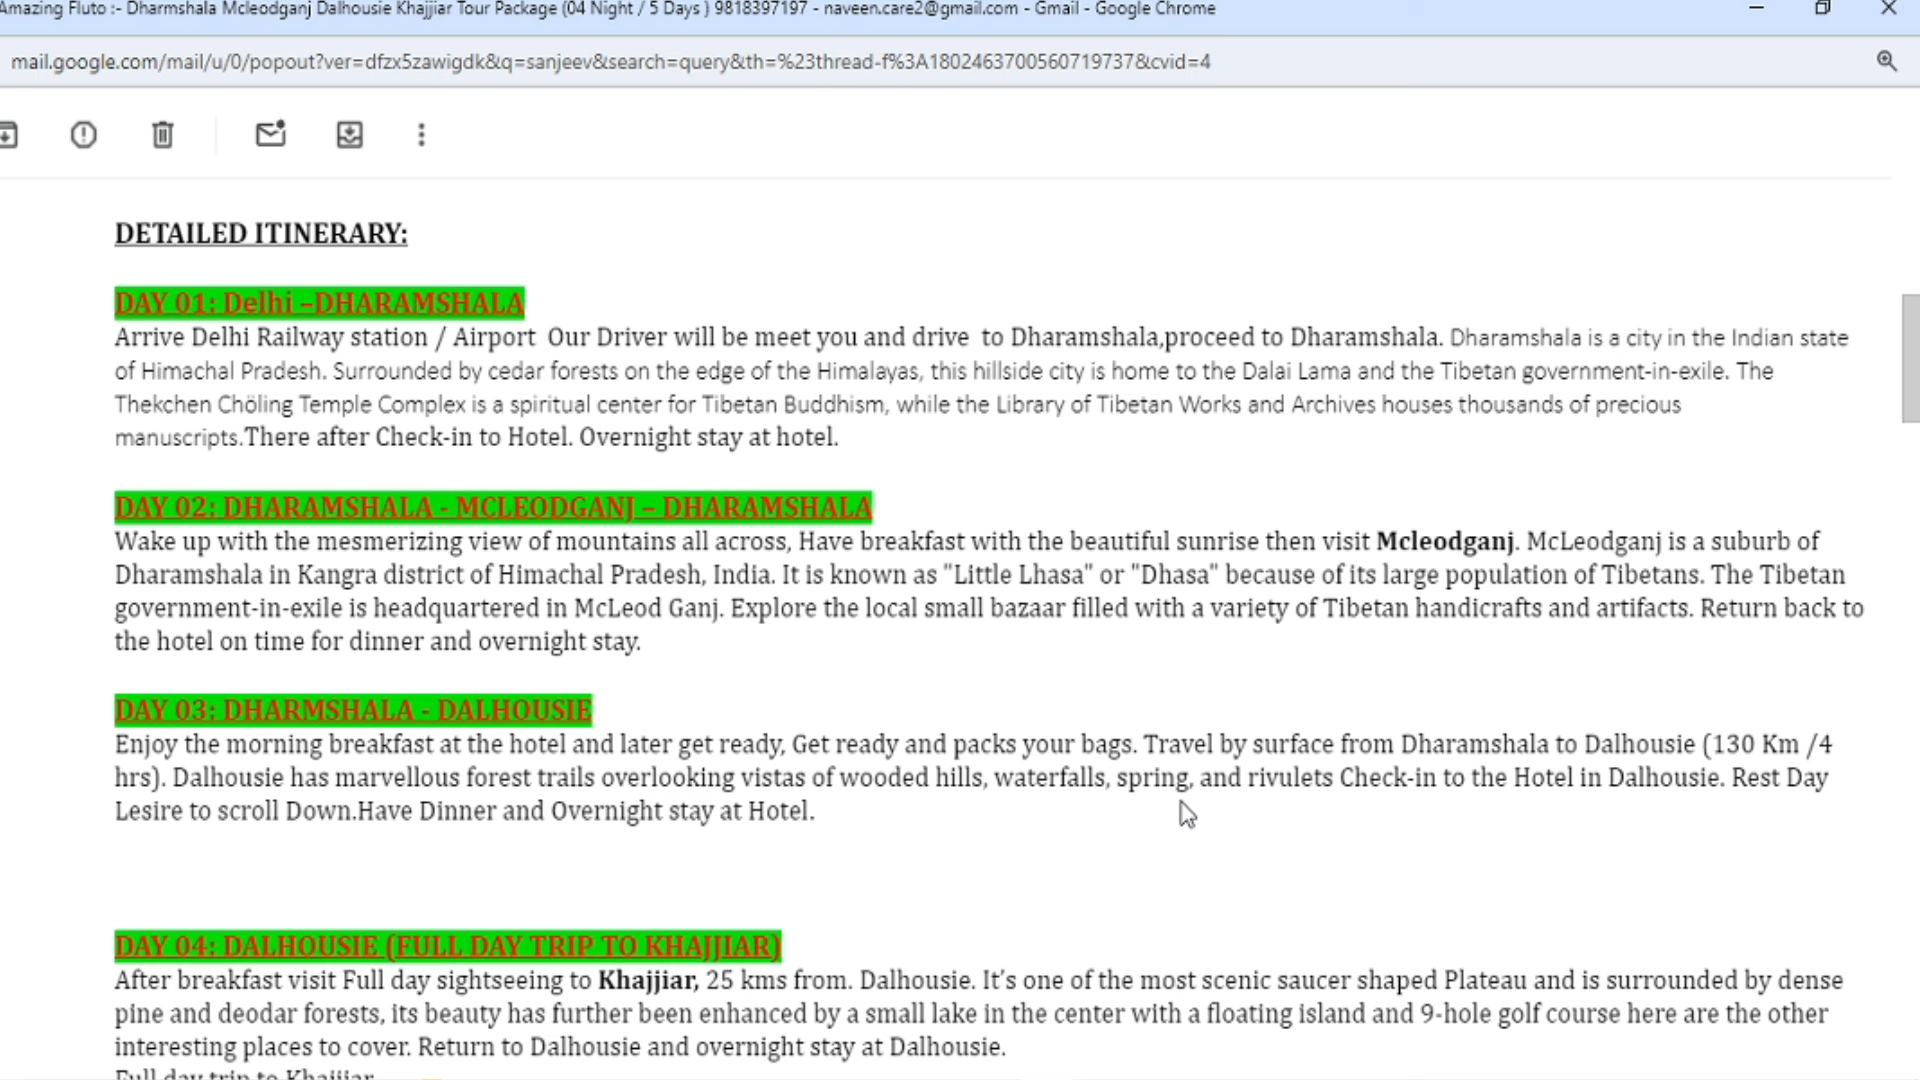 Amazing Fluto :- Dharmshala Mcleodganj Dalhousie Khajjiar Tour Package (04 Night / 5 Days ) 9818397197 - naveen.care2@gmail.com - Gmail - Google Chrome
mail.google.com/mail/u/0/popout?ver=dfzx5zawigdk&q=sanjeev&search=query&th=%23thread-f%3A1802463700560719737&cvid=4
DETAILED ITINERARY:
DAY 01: Delhi –DHARAMSHALA
Arrive Delhi Railway station / Airport  Our Driver will be meet you and drive  to Dharamshala,proceed to Dharamshala. Dharamshala is a city in the Indian state
of Himachal Pradesh. Surrounded by cedar forests on the edge of the Himalayas, this hillside city is home to the Dalai Lama and the Tibetan government-in-exile. The
Thekchen Chöling Temple Complex is a spiritual center for Tibetan Buddhism, while the Library of Tibetan Works and Archives houses thousands of precious
manuscripts.There after Check-in to Hotel. Overnight stay at hotel.
DAY 02: DHARAMSHALA - MCLEODGANJ – DHARAMSHALA
Wake up with the mesmerizing view of mountains all across, Have breakfast with the beautiful sunrise then visit Mcleodganj. McLeodganj is a suburb of
Dharamshala in Kangra district of Himachal Pradesh, India. It is known as "Little Lhasa" or "Dhasa" because of its large population of Tibetans. The Tibetan
government-in-exile is headquartered in McLeod Ganj. Explore the local small bazaar filled with a variety of Tibetan handicrafts and artifacts. Return back to
the hotel on time for dinner and overnight stay.
DAY 03: DHARMSHALA - DALHOUSIE
Enjoy the morning breakfast at the hotel and later get ready, Get ready and packs your bags. Travel by surface from Dharamshala to Dalhousie (130 Km /4
hrs). Dalhousie has marvellous forest trails overlooking vistas of wooded hills, waterfalls, spring, and rivulets Check-in to the Hotel in Dalhousie. Rest Day
Lesire to scroll Down.Have Dinner and Overnight stay at Hotel.
DAY 04: DALHOUSIE (FULL DAY TRIP TO KHAJJIAR)
After breakfast visit Full day sightseeing to Khajjiar, 25 kms from. Dalhousie. It’s one of the most scenic saucer shaped Plateau and is surrounded by dense
pine and deodar forests, its beauty has further been enhanced by a small lake in the center with a floating island and 9-hole golf course here are the other
interesting places to cover. Return to Dalhousie and overnight stay at Dalhousie.
Full day trip to Khajjiar